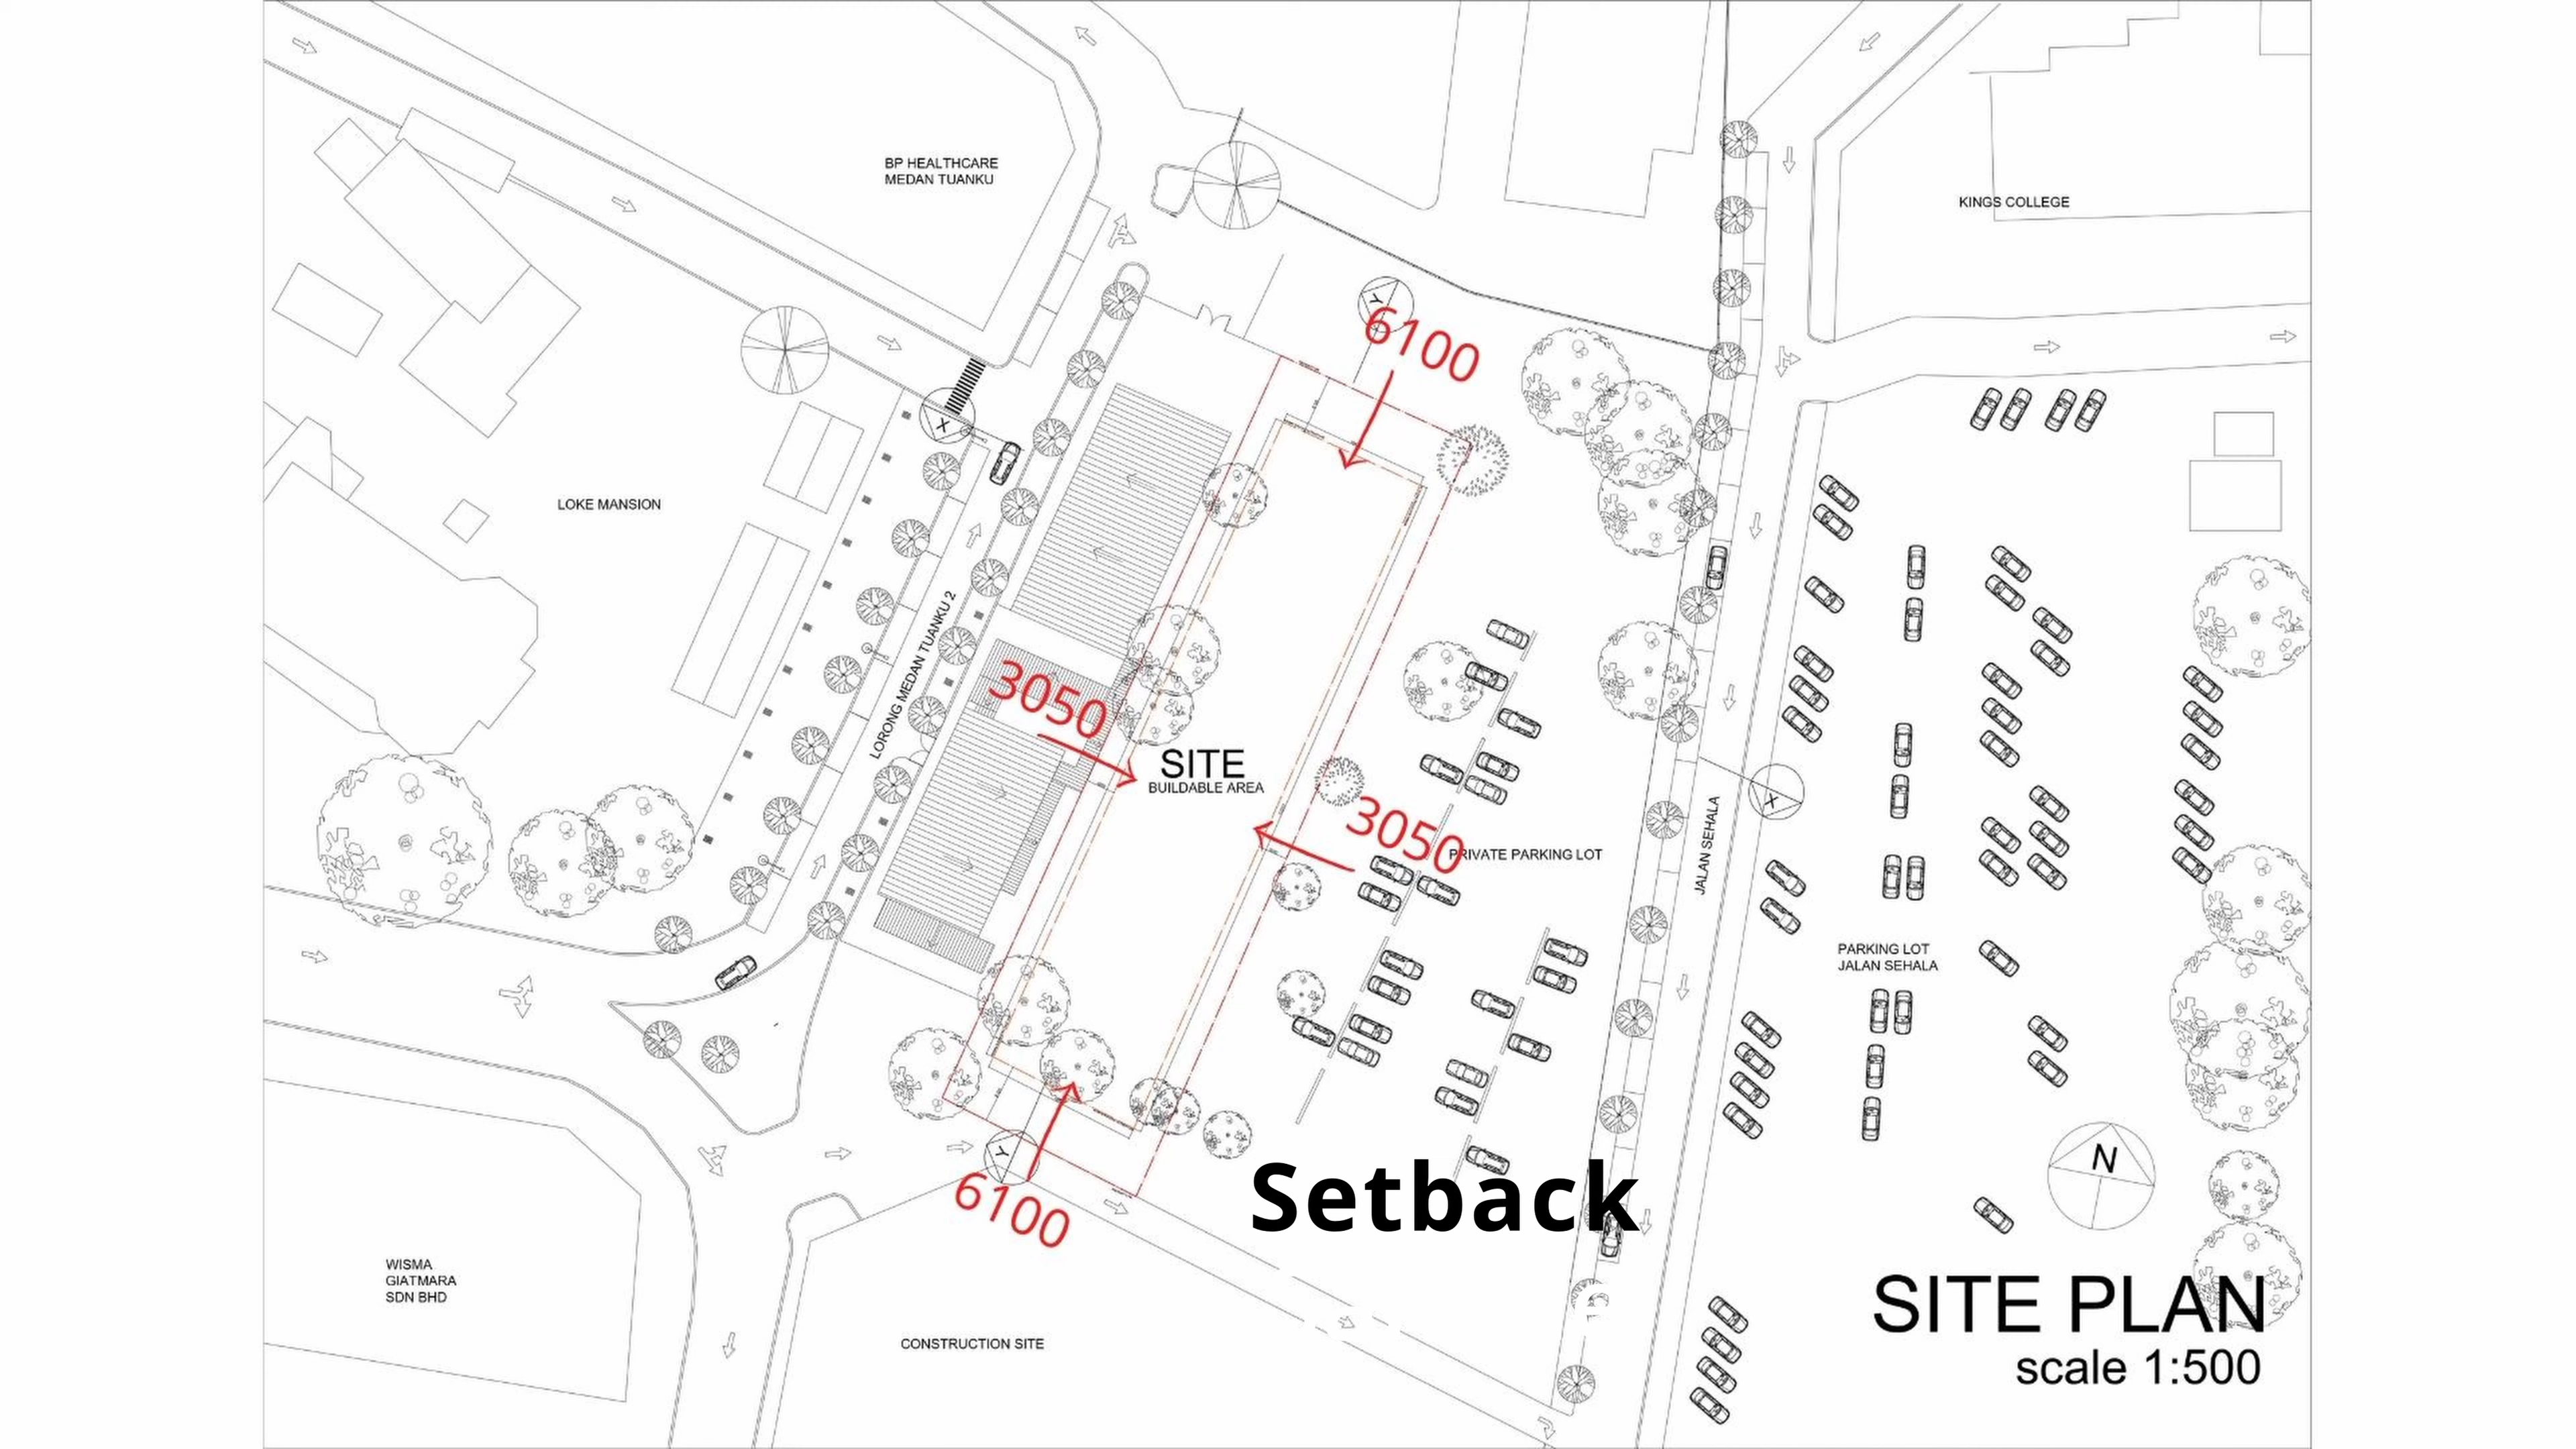 BP HEALTHCARE
MEDAN TUANKU
KINGS COLLEGE
Y
6100
X
LOKE MANSION
LORONG MEDAN TUANKU 2
3050
SITE
BUILDABLE AREA
X
3050
PRIVATE PARKING LOT
JALAN SEHALA
PARKING LOT
JALAN SEHALA
Y
6100
Setback
N
WISMA
GIATMARA
SDN BHD
CONSTRUCTION SITE
SITE PLAN
scale 1:500